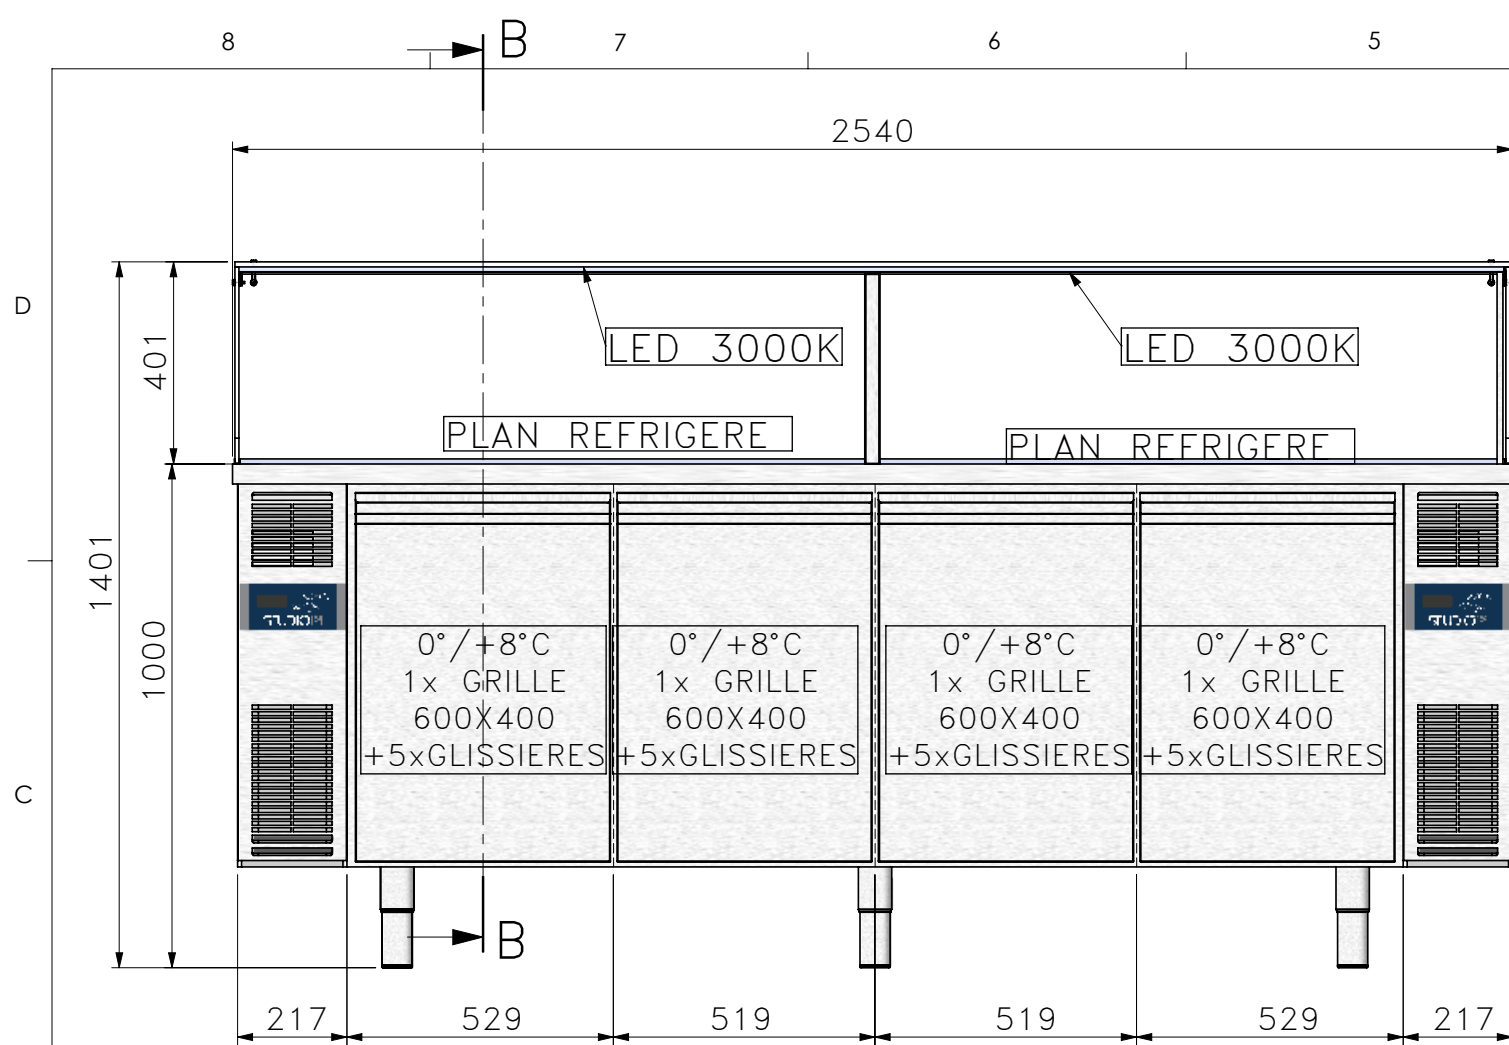 8
B
7
6
5
2540
D
401
LED 3000K
LED 3000K
PLAN REFRIGERE
PLAN REFRIGERE
1401
1000
0°/+8°C
1x GRILLE
600X400
+5xGLISSIERES
0°/+8°C
1x GRILLE
600X400
+5xGLISSIERES
0°/+8°C
1x GRILLE
600X400
+5xGLISSIERES
0°/+8°C
1x GRILLE
600X400
+5xGLISSIERES
C
B
217
529
519
519
529
217